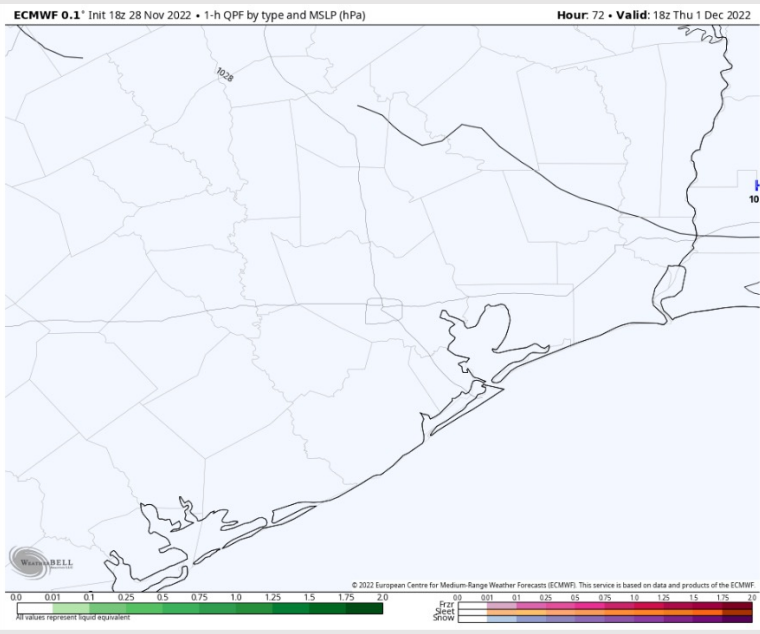 ECMWF 0.1° Init 18z 28 Nov 2022 • 1-h QPF by type and MSLP (hPa) Hour: 72 • Valid: 18z Thu 1 Dec 2022
1028
H
10
WEATHERBELL
© 2022 European Centre for Medium-Range Weather Forecasts (ECMWF). This service is based on data and products of the ECMWF.
0.0 0.01 0.1 0.25 0.5 0.75 1.0 1.25 1.5 1.75 2.0
All values represent liquid equivalent
0.0 0.01 0.1 0.25 0.5 0.75 1.0 1.25 1.5 1.75 2.0
Frzr
Sleet
Snow